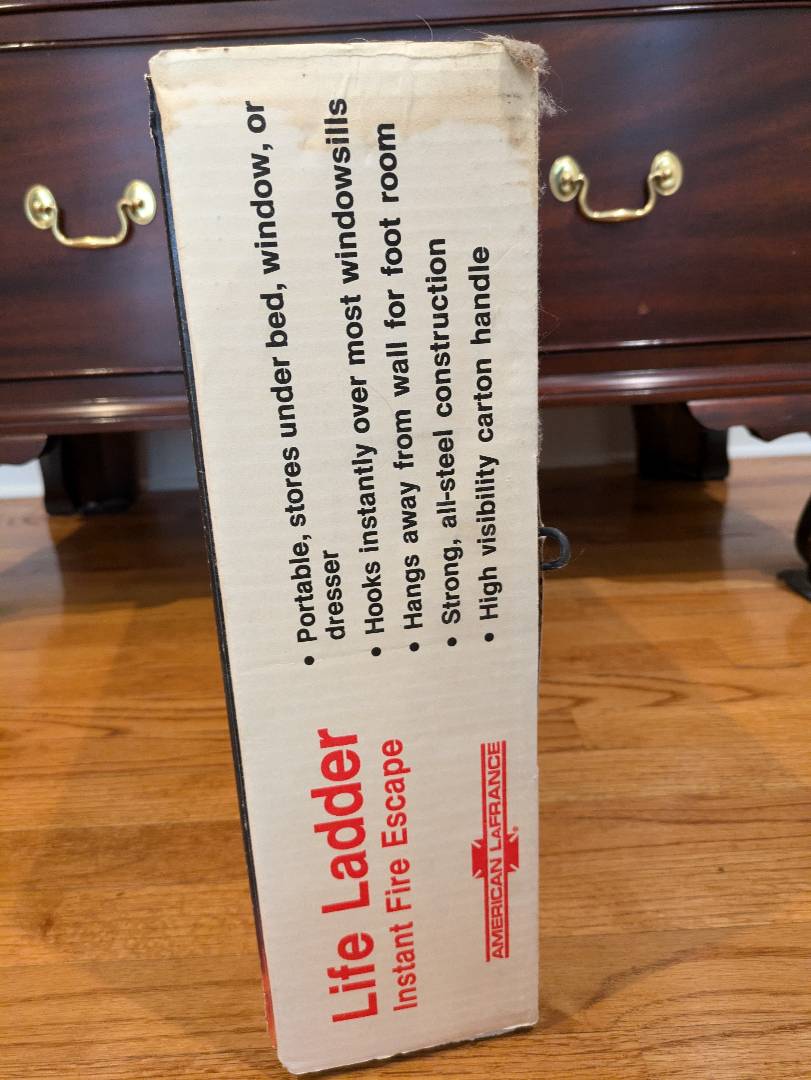 Life Ladder
Instant Fire Escape
AMERICAN LAFRANCE®
• Portable, stores under bed, window, or
dresser
• Hooks instantly over most windowsills
• Hangs away from wall for foot room
• Strong, all-steel construction
• High visibility carton handle